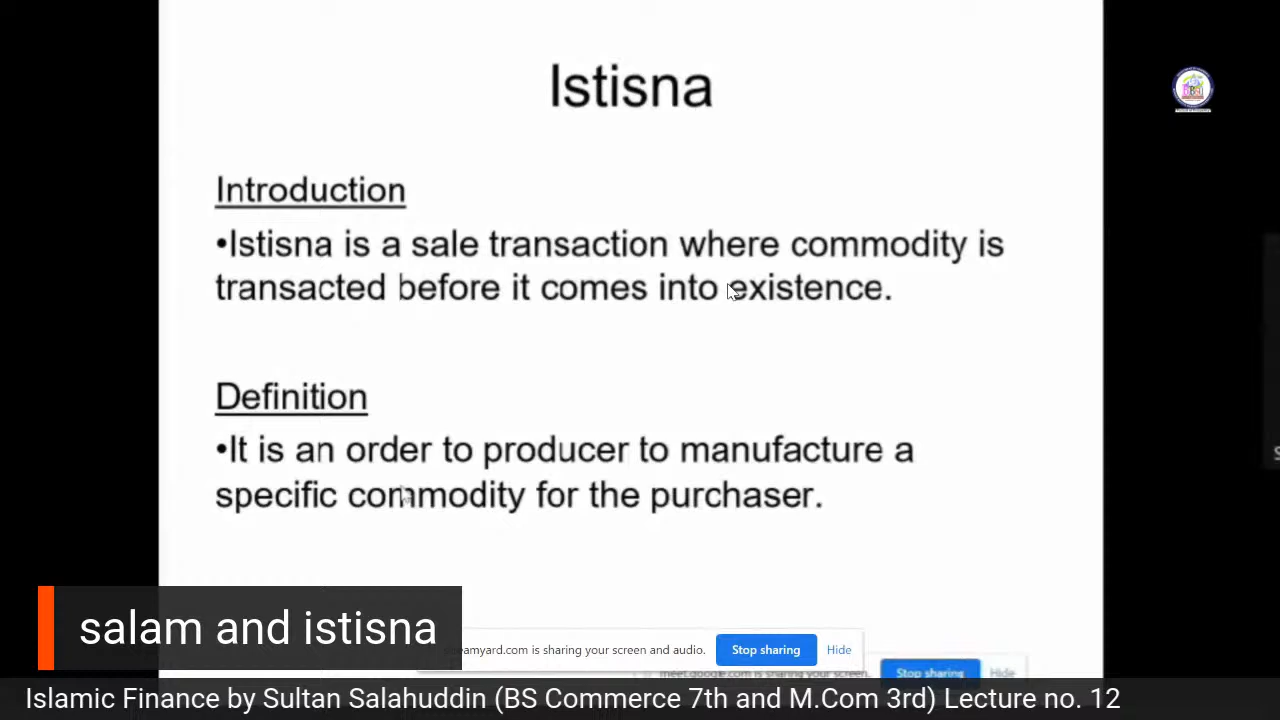 Istisna
Introduction
•Istisna is a sale transaction where commodity is
transacted before it comes into existence.
Definition
•It is an order to producer to manufacture a
specific commodity for the purchaser.
salam and istisna
is sharing your screen and audio.
Stop sharing
Hide
meet.google.com is sharing your screen.
Stop sharing
Hide
Islamic Finance by Sultan Salahuddin (BS Commerce 7th and M.Com 3rd) Lecture no. 12